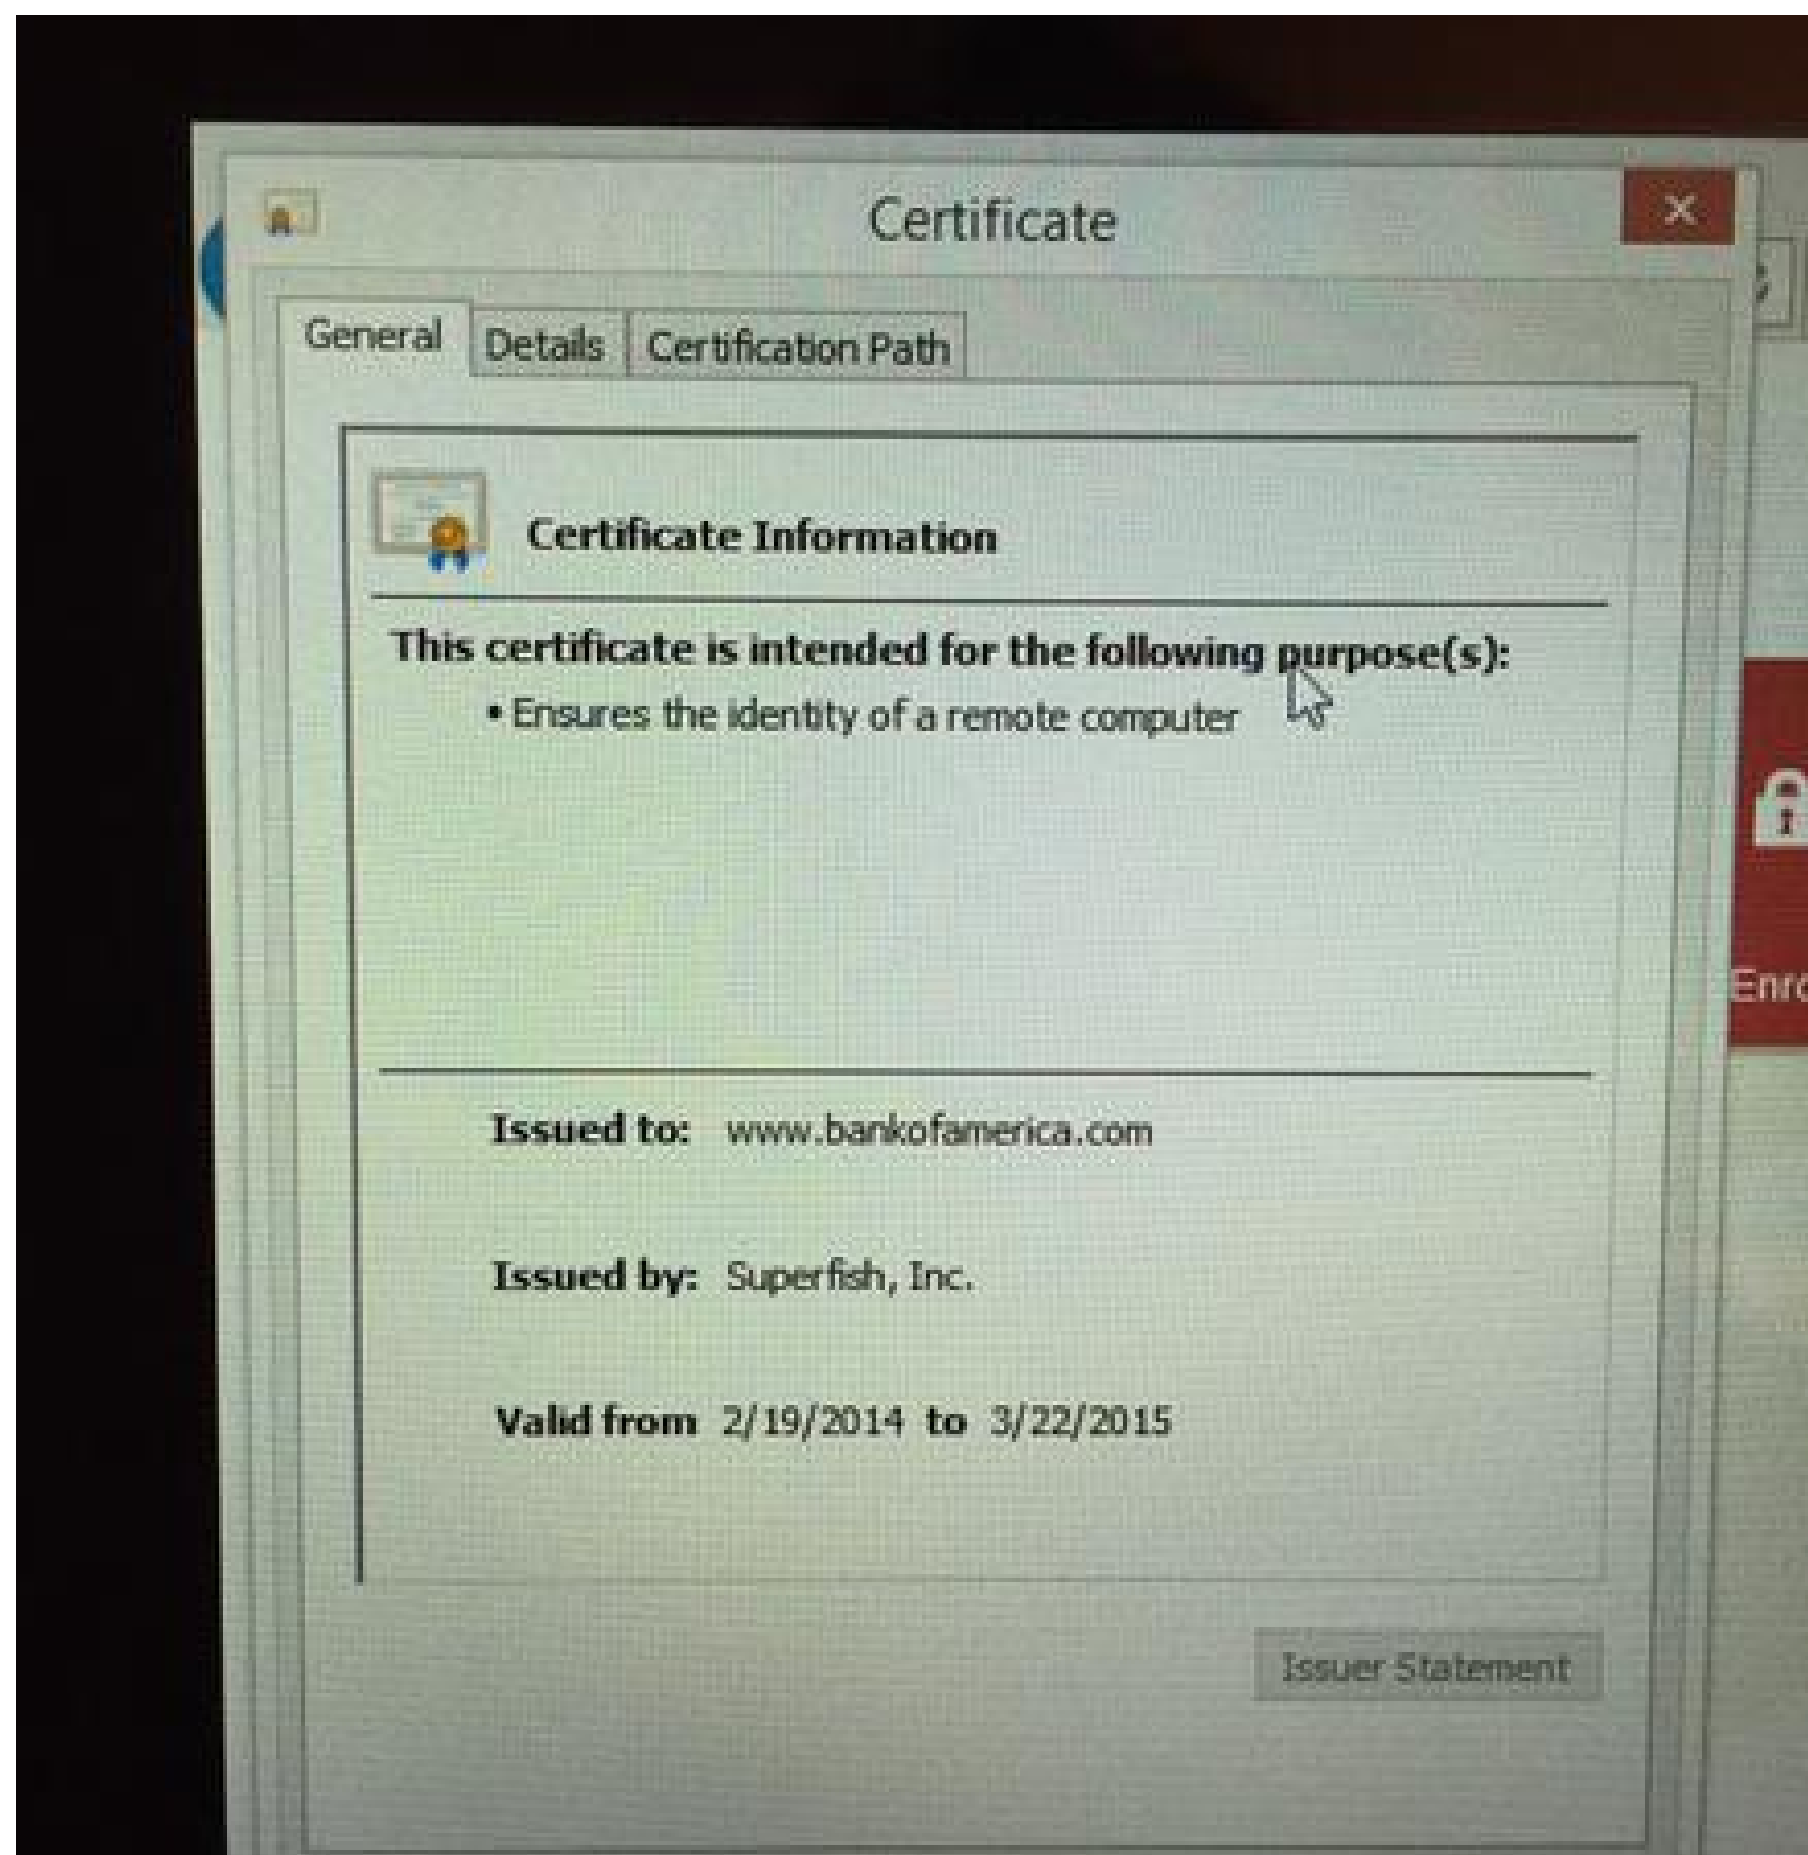 Certificate
General Details Certification Path
Certificate Information
This certificate is intended for the following purpose(s):
• Ensures the identity of a remote computer
Issued to: www.bankofamerica.com
Issued by: Superfish, Inc.
Valid from 2/19/2014 to 3/22/2015
Issuer Statement